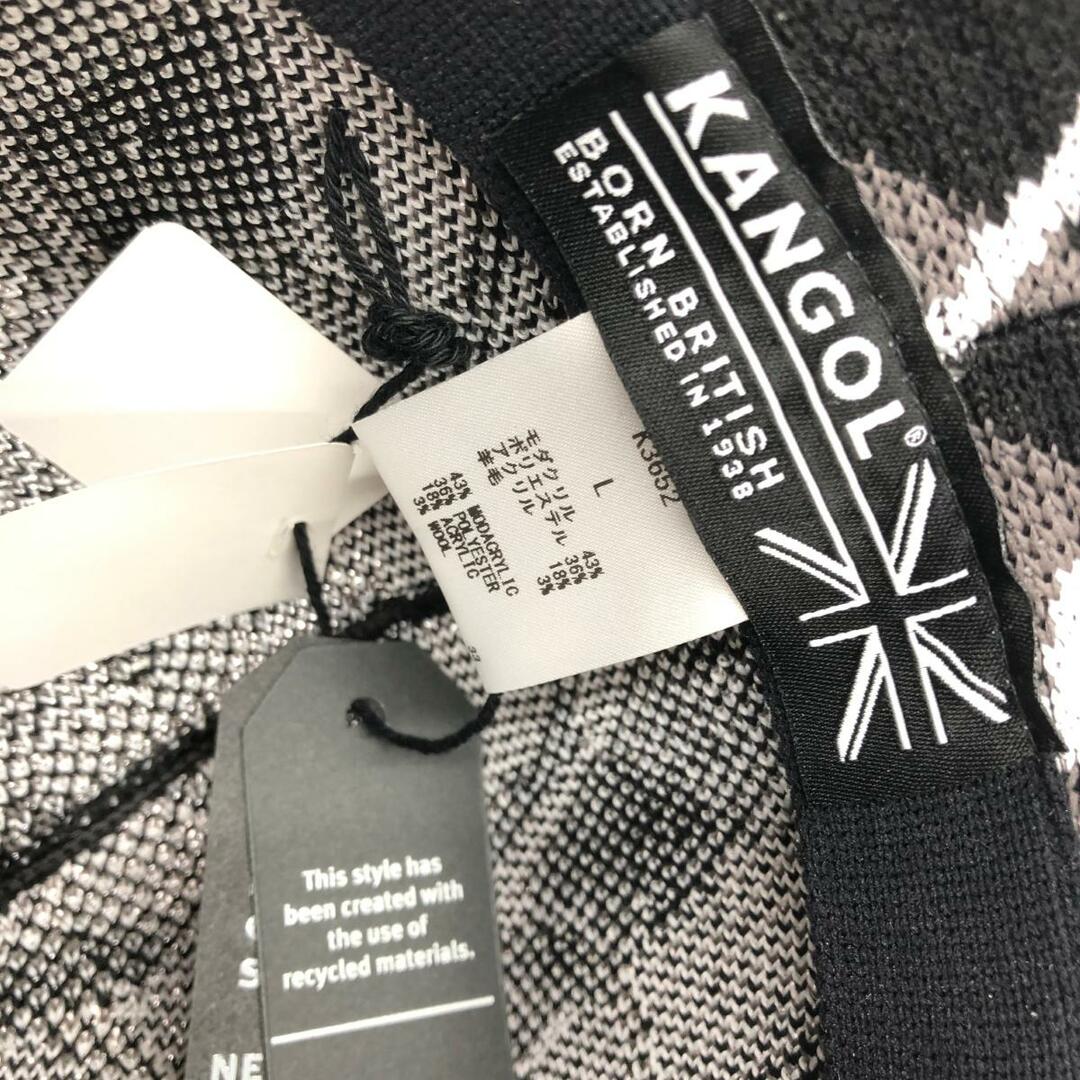 KANGOL®
BORN BRITISH
ESTABLISHED IN 1938
K3652
L
モダクリル 43%
ポリエステル 36%
アクリル 18%
羊毛 3%
43% MODACRYLIC
36% POLYESTER
18% ACRYLIC
3% WOOL
This style has
been created with
the use of
recycled materials.
NE